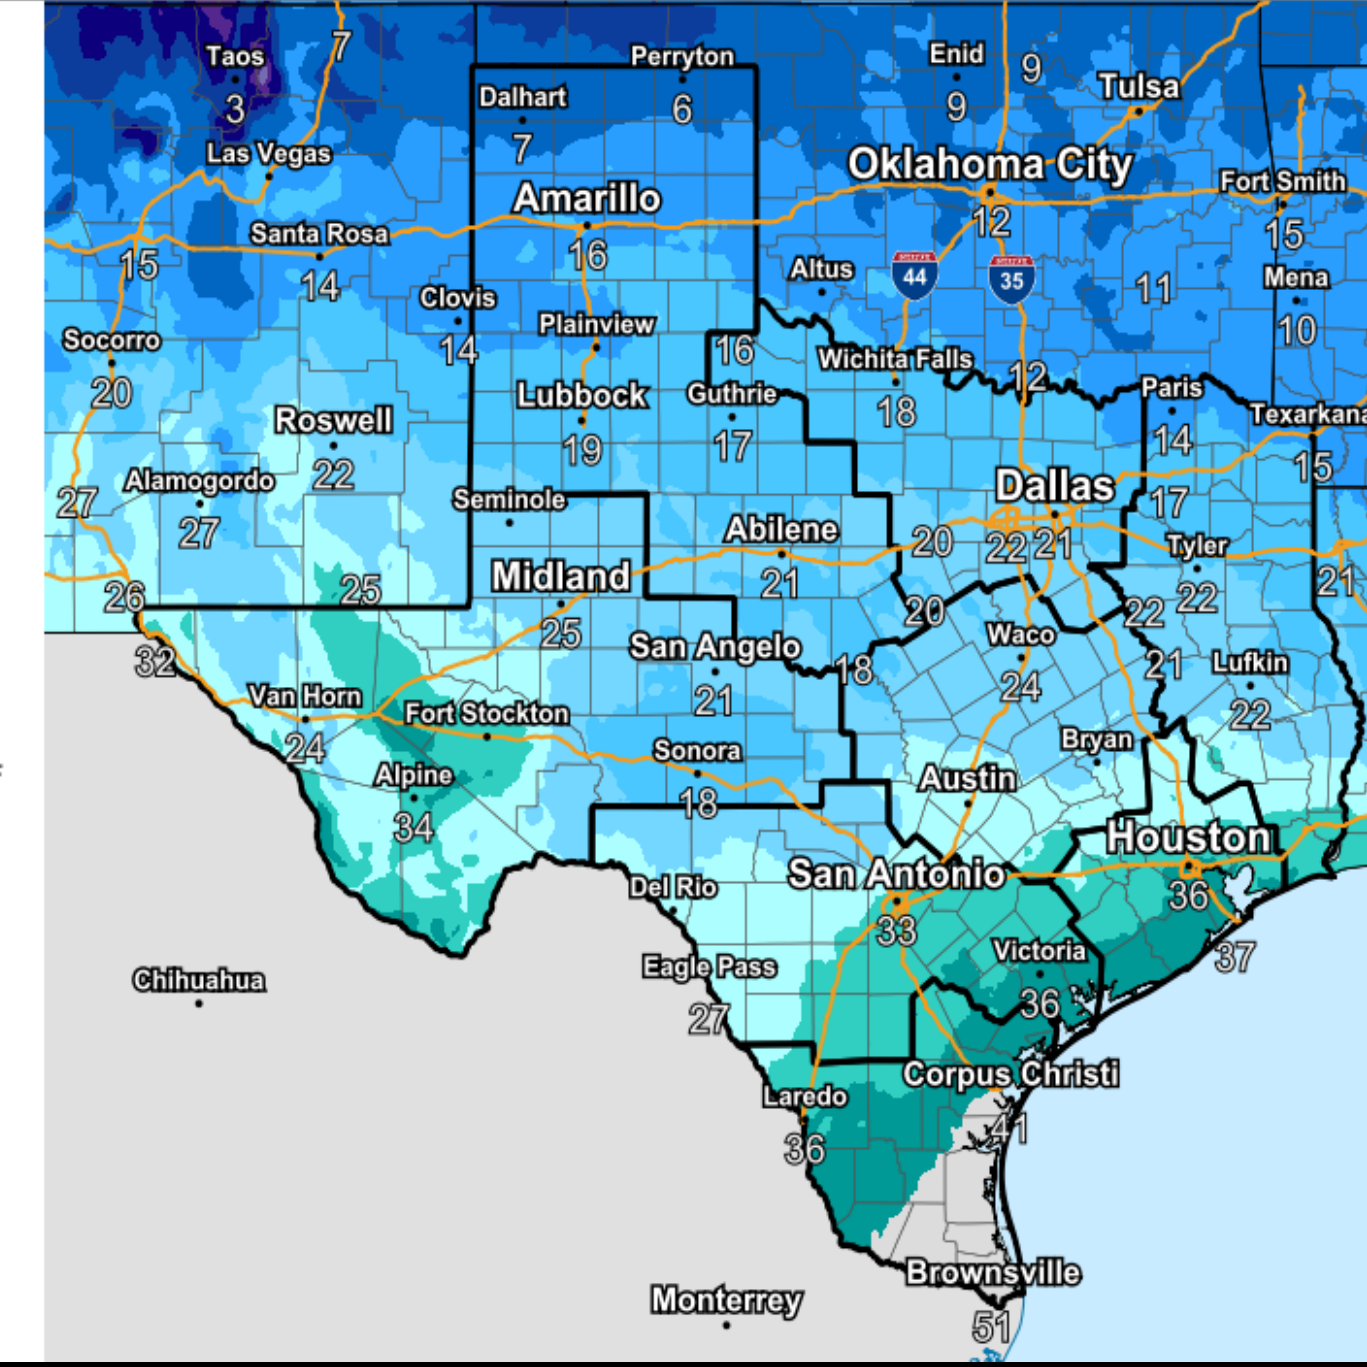 7
Taos
3
Perryton
6
Enid
9
9
Tulsa
Dalhart
7
Las Vegas
Oklahoma City
12
Fort Smith
15
Amarillo
16
Santa Rosa
14
15
Altus
44
35
11
Mena
10
Clovis
14
Plainview
Socorro
20
16
Wichita Falls
18
12
Paris
14
Lubbock
19
Guthrie
17
Roswell
22
Texarkana
15
Alamogordo
27
27
Seminole
Dallas
17
Abilene
21
20
22
21
Tyler
22
Midland
25
26
25
20
22
21
Waco
24
San Angelo
21
18
21
Lufkin
22
32
Van Horn
24
Fort Stockton
Bryan
Sonora
18
Alpine
34
Austin
Houston
36
San Antonio
33
Del Rio
Victoria
36
37
Eagle Pass
27
Chihuahua
Corpus Christi
41
Laredo
36
Brownsville
51
Monterrey